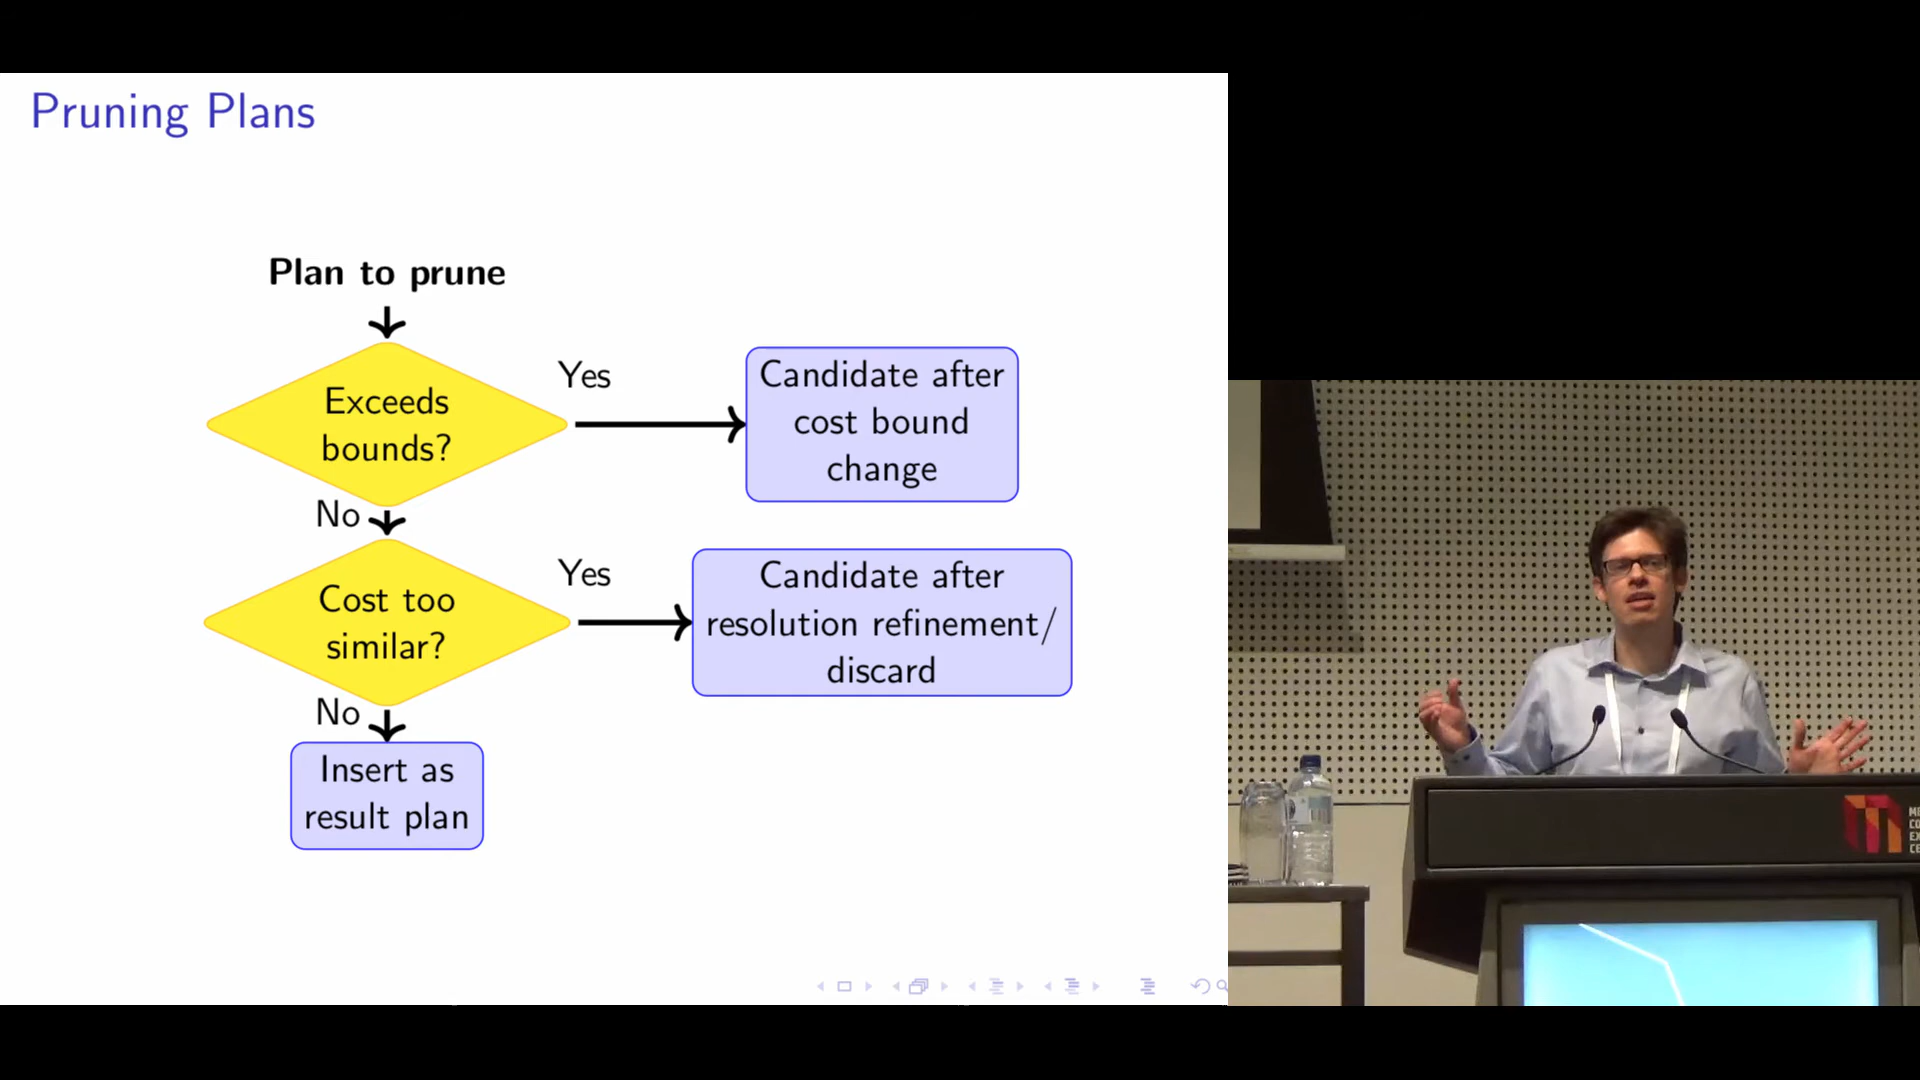 Pruning Plans
Plan to prune
Exceeds
bounds?
Yes
Candidate after
cost bound
change
No
Cost too
similar?
Yes
Candidate after
resolution refinement/
discard
No
Insert as
result plan